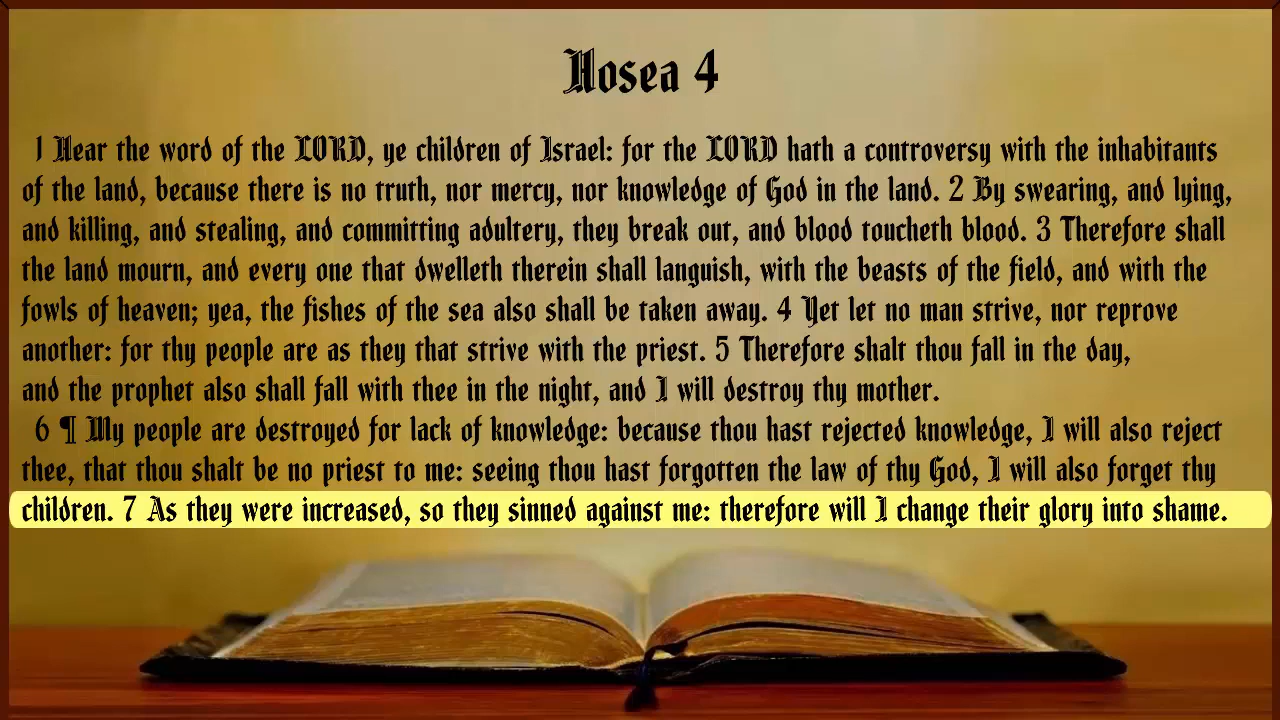 Hosea 4
1 Hear the word of the LORD, ye children of Israel: for the LORD hath a controversy with the inhabitants
of the land, because there is no truth, nor mercy, nor knowledge of God in the land. 2 By swearing, and lying,
and killing, and stealing, and committing adultery, they break out, and blood toucheth blood. 3 Therefore shall
the land mourn, and every one that dwelleth therein shall languish, with the beasts of the field, and with the
fowls of heaven; yea, the fishes of the sea also shall be taken away. 4 Yet let no man strive, nor reprove
another: for thy people are as they that strive with the priest. 5 Therefore shalt thou fall in the day,
and the prophet also shall fall with thee in the night, and I will destroy thy mother.
6 ¶ My people are destroyed for lack of knowledge: because thou hast rejected knowledge, I will also reject
thee, that thou shalt be no priest to me: seeing thou hast forgotten the law of thy God, I will also forget thy
children. 7 As they were increased, so they sinned against me: therefore will I change their glory into shame.